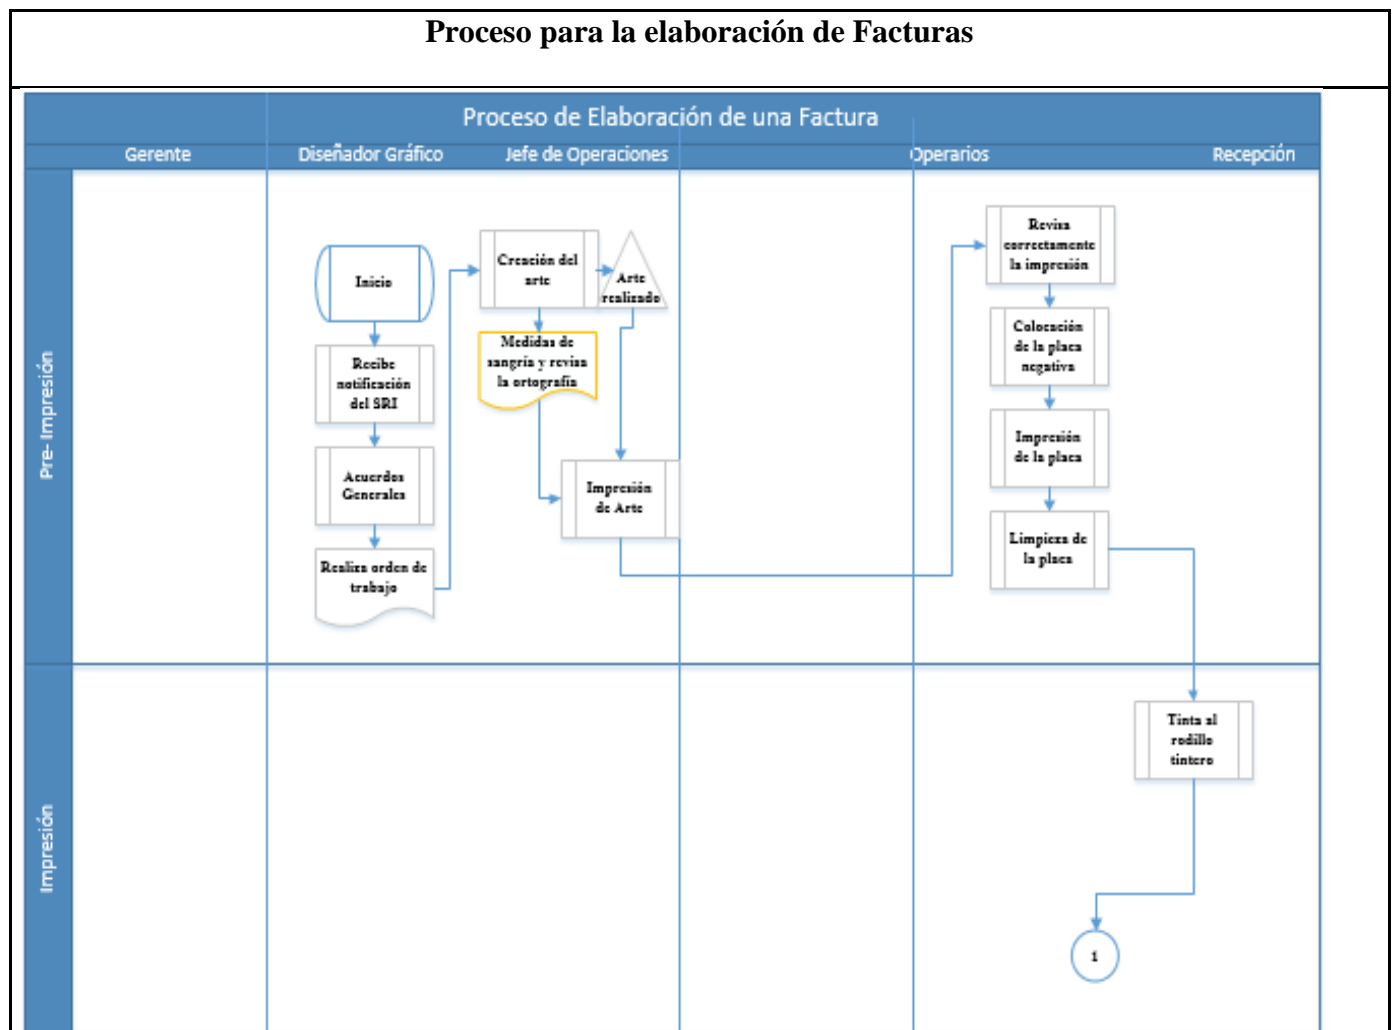 Proceso para la elaboración de Facturas
Proceso de Elaboración de una Factura
Gerente
Diseñador Gráfico
Jefe de Operaciones
Operarios
Recepción
Pre- Impresión
Inicio
Recibe
notificación
del SRI
Acuerdos
Generales
Realiza orden de
trabajo
Creación del
arte
Arte
realizado
Medidas de
sangria y revisa
la ortografía
Impresión
de Arte
Revisa
correctamente
la impresión
Colocación
de la placa
negativa
Impresión
de la placa
Limpieza de
la placa
Impresión
Tinta al
rodillo
tintero
1